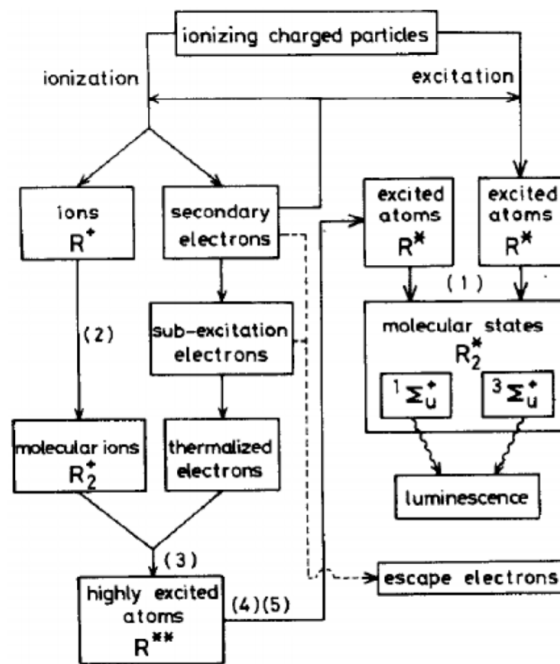 ionizing charged particles
ionization
excitation
ions
R⁺
secondary
electrons
excited
atoms
R*
excited
atoms
R*
(1)
(2)
sub-excitation
electrons
molecular states
R₂*
¹Σᵤ⁺
³Σᵤ⁺
molecular ions
R₂⁺
thermalized
electrons
luminescence
(3)
highly excited
atoms
R**
(4)(5)
escape electrons